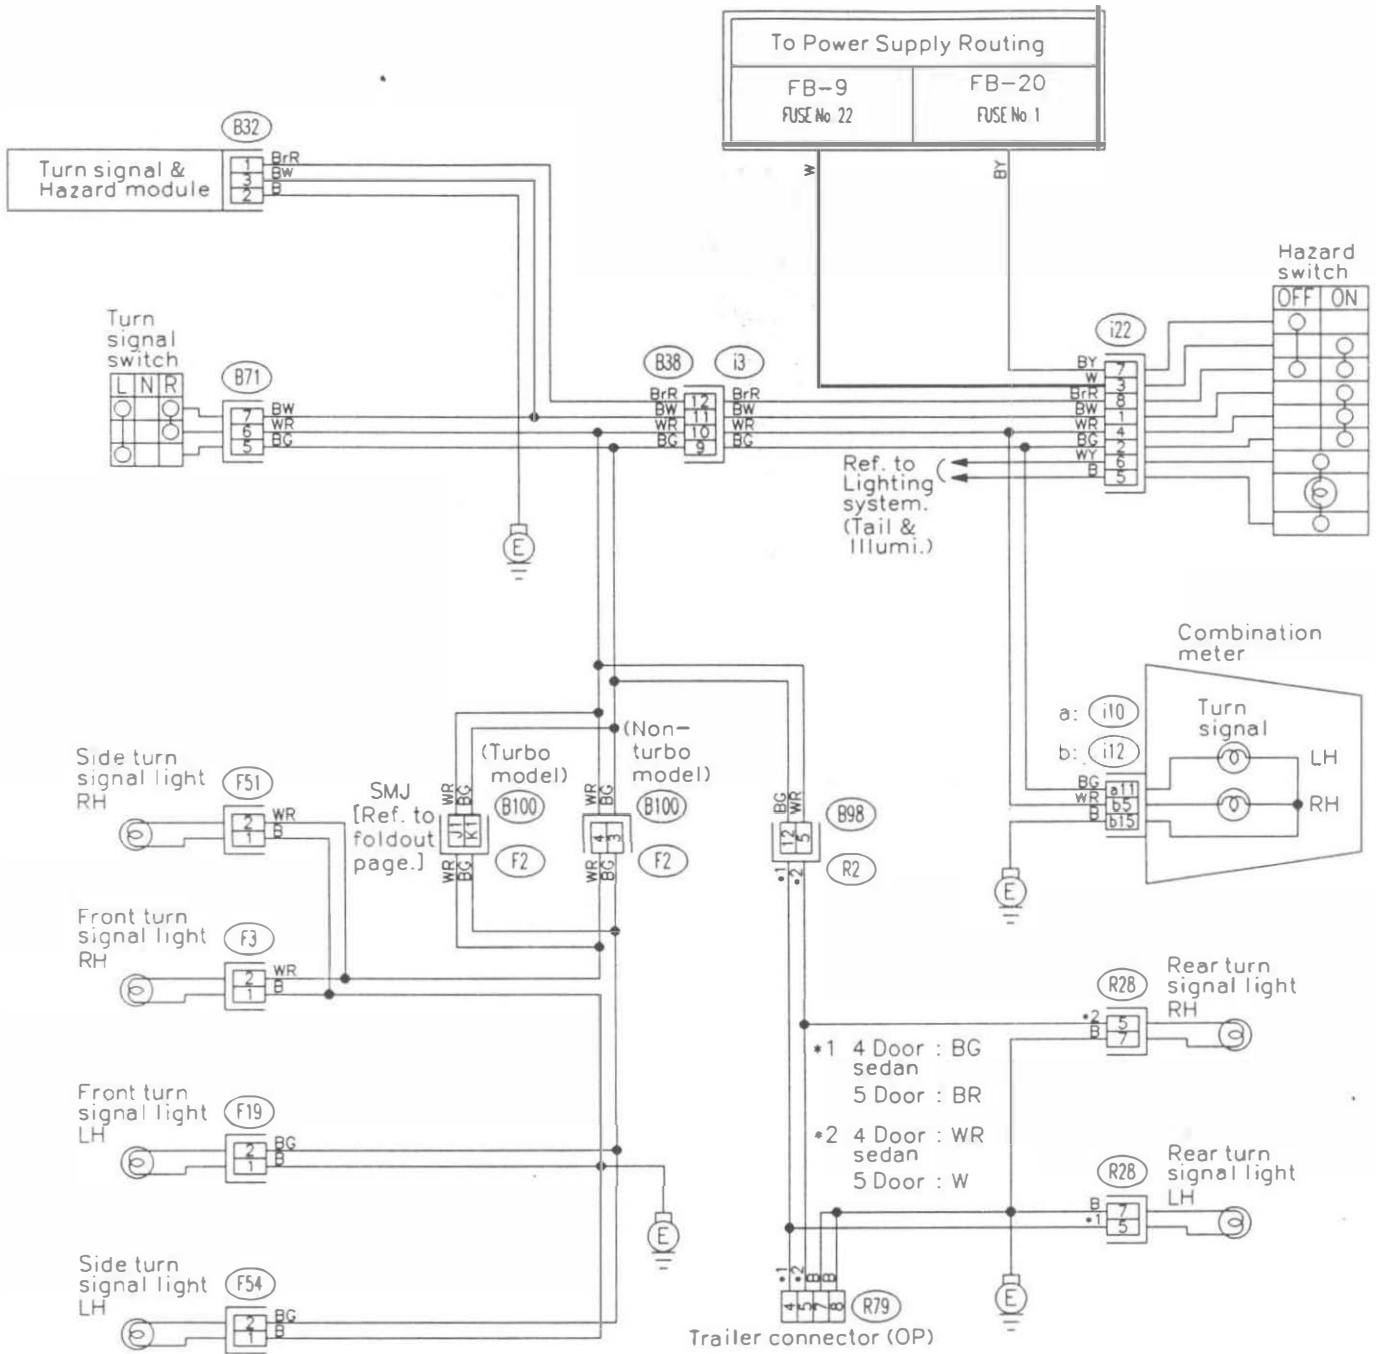 To Power Supply Routing
FB-9
FUSE No. 22
FB-20
FUSE No 1
W
BY
B32
Turn signal &
Hazard module
1
3
2
BrR
BW
B
Turn
signal
switch
L N R
B71
7
6
5
BW
WR
BG
B38
i3
BrR
BW
WR
BG
12
11
10
9
BrR
BW
WR
BG
i22
BY
W
BrR
BW
WR
BG
WY
B
7
3
8
1
4
2
6
5
Hazard
switch
OFF ON
Ref. to
Lighting
system.
(Tail &
Illumi.)
E
Combination
meter
a: i10
b: i12
Turn
signal
LH
RH
BG
WR
B
a11
b5
b15
E
SMJ
[Ref. to
foldout
page.]
(Turbo
model)
(Non-
turbo
model)
WR
BG
J1
K1
B100
F2
WR
BG
WR
BG
4
3
B100
F2
WR
BG
BG
WR
12
5
B98
R2
*1
*2
Side turn
signal light
RH
F51
2
1
WR
B
Front turn
signal light
RH
F3
2
1
WR
B
Front turn
signal light
LH
F19
2
1
BG
B
E
Side turn
signal light
LH
F54
2
1
BG
B
*1 4 Door : BG
sedan
5 Door : BR
*2 4 Door : WR
sedan
5 Door : W
R28
Rear turn
signal light
RH
*2
B
5
7
R28
Rear turn
signal light
LH
B
*1
7
5
E
*1
*2
B
B
4
5
7
8
R79
Trailer connector (OP)